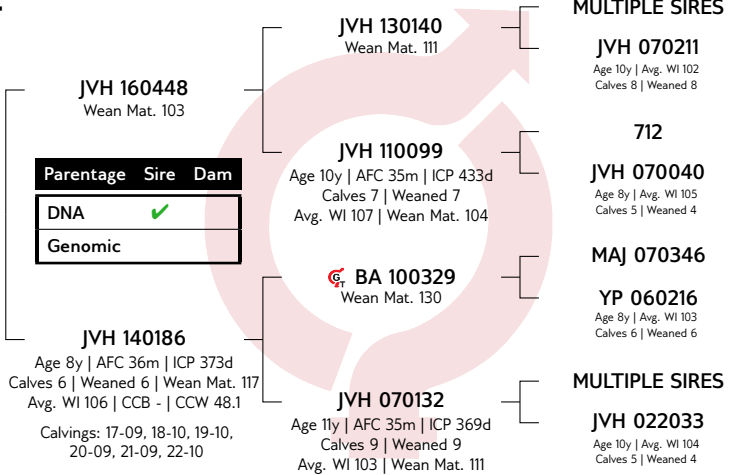 JVH 160448
Wean Mat. 103
Parentage Sire Dam
DNA ✔
Genomic
JVH 140186
Age 8y | AFC 36m | ICP 373d
Calves 6 | Weaned 6 | Wean Mat. 117
Avg. WI 106 | CCB - | CCW 48.1
Calvings: 17-09, 18-10, 19-10,
20-09, 21-09, 22-10
JVH 130140
Wean Mat. 111
JVH 110099
Age 10y | AFC 35m | ICP 433d
Calves 7 | Weaned 7
Avg. WI 107 | Wean Mat. 104
GT BA 100329
Wean Mat. 130
JVH 070132
Age 11y | AFC 35m | ICP 369d
Calves 9 | Weaned 9
Avg. WI 103 | Wean Mat. 111
MULTIPLE SIRES
JVH 070211
Age 10y | Avg. WI 102
Calves 8 | Weaned 8
712
JVH 070040
Age 8y | Avg. WI 105
Calves 5 | Weaned 4
MAJ 070346
YP 060216
Age 8y | Avg. WI 103
Calves 6 | Weaned 6
MULTIPLE SIRES
JVH 022033
Age 10y | Avg. WI 104
Calves 5 | Weaned 4